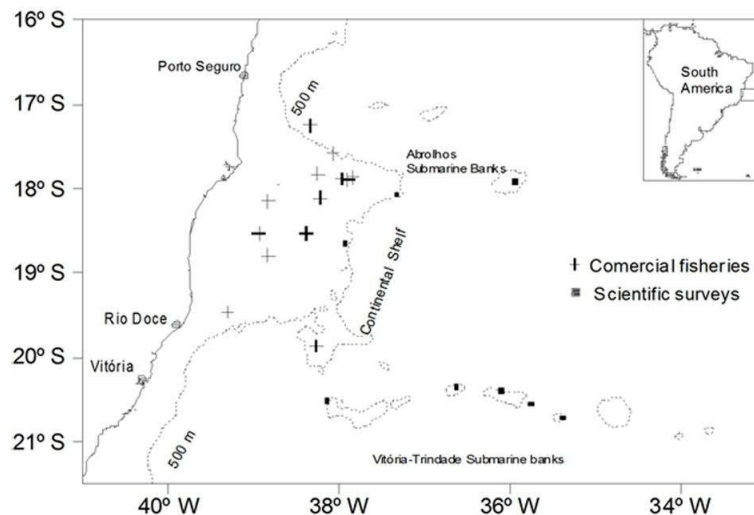 16º S
Porto Seguro
South
America
17º S
500 m
Abrolhos
Submarine Banks
18º S
Continental Shelf
Comercial fisheries
19º S
Scientific surveys
Rio Doce
20º S
Vitória
21º S
500 m
Vitória-Trindade Submarine banks
40º W
38º W
36º W
34º W